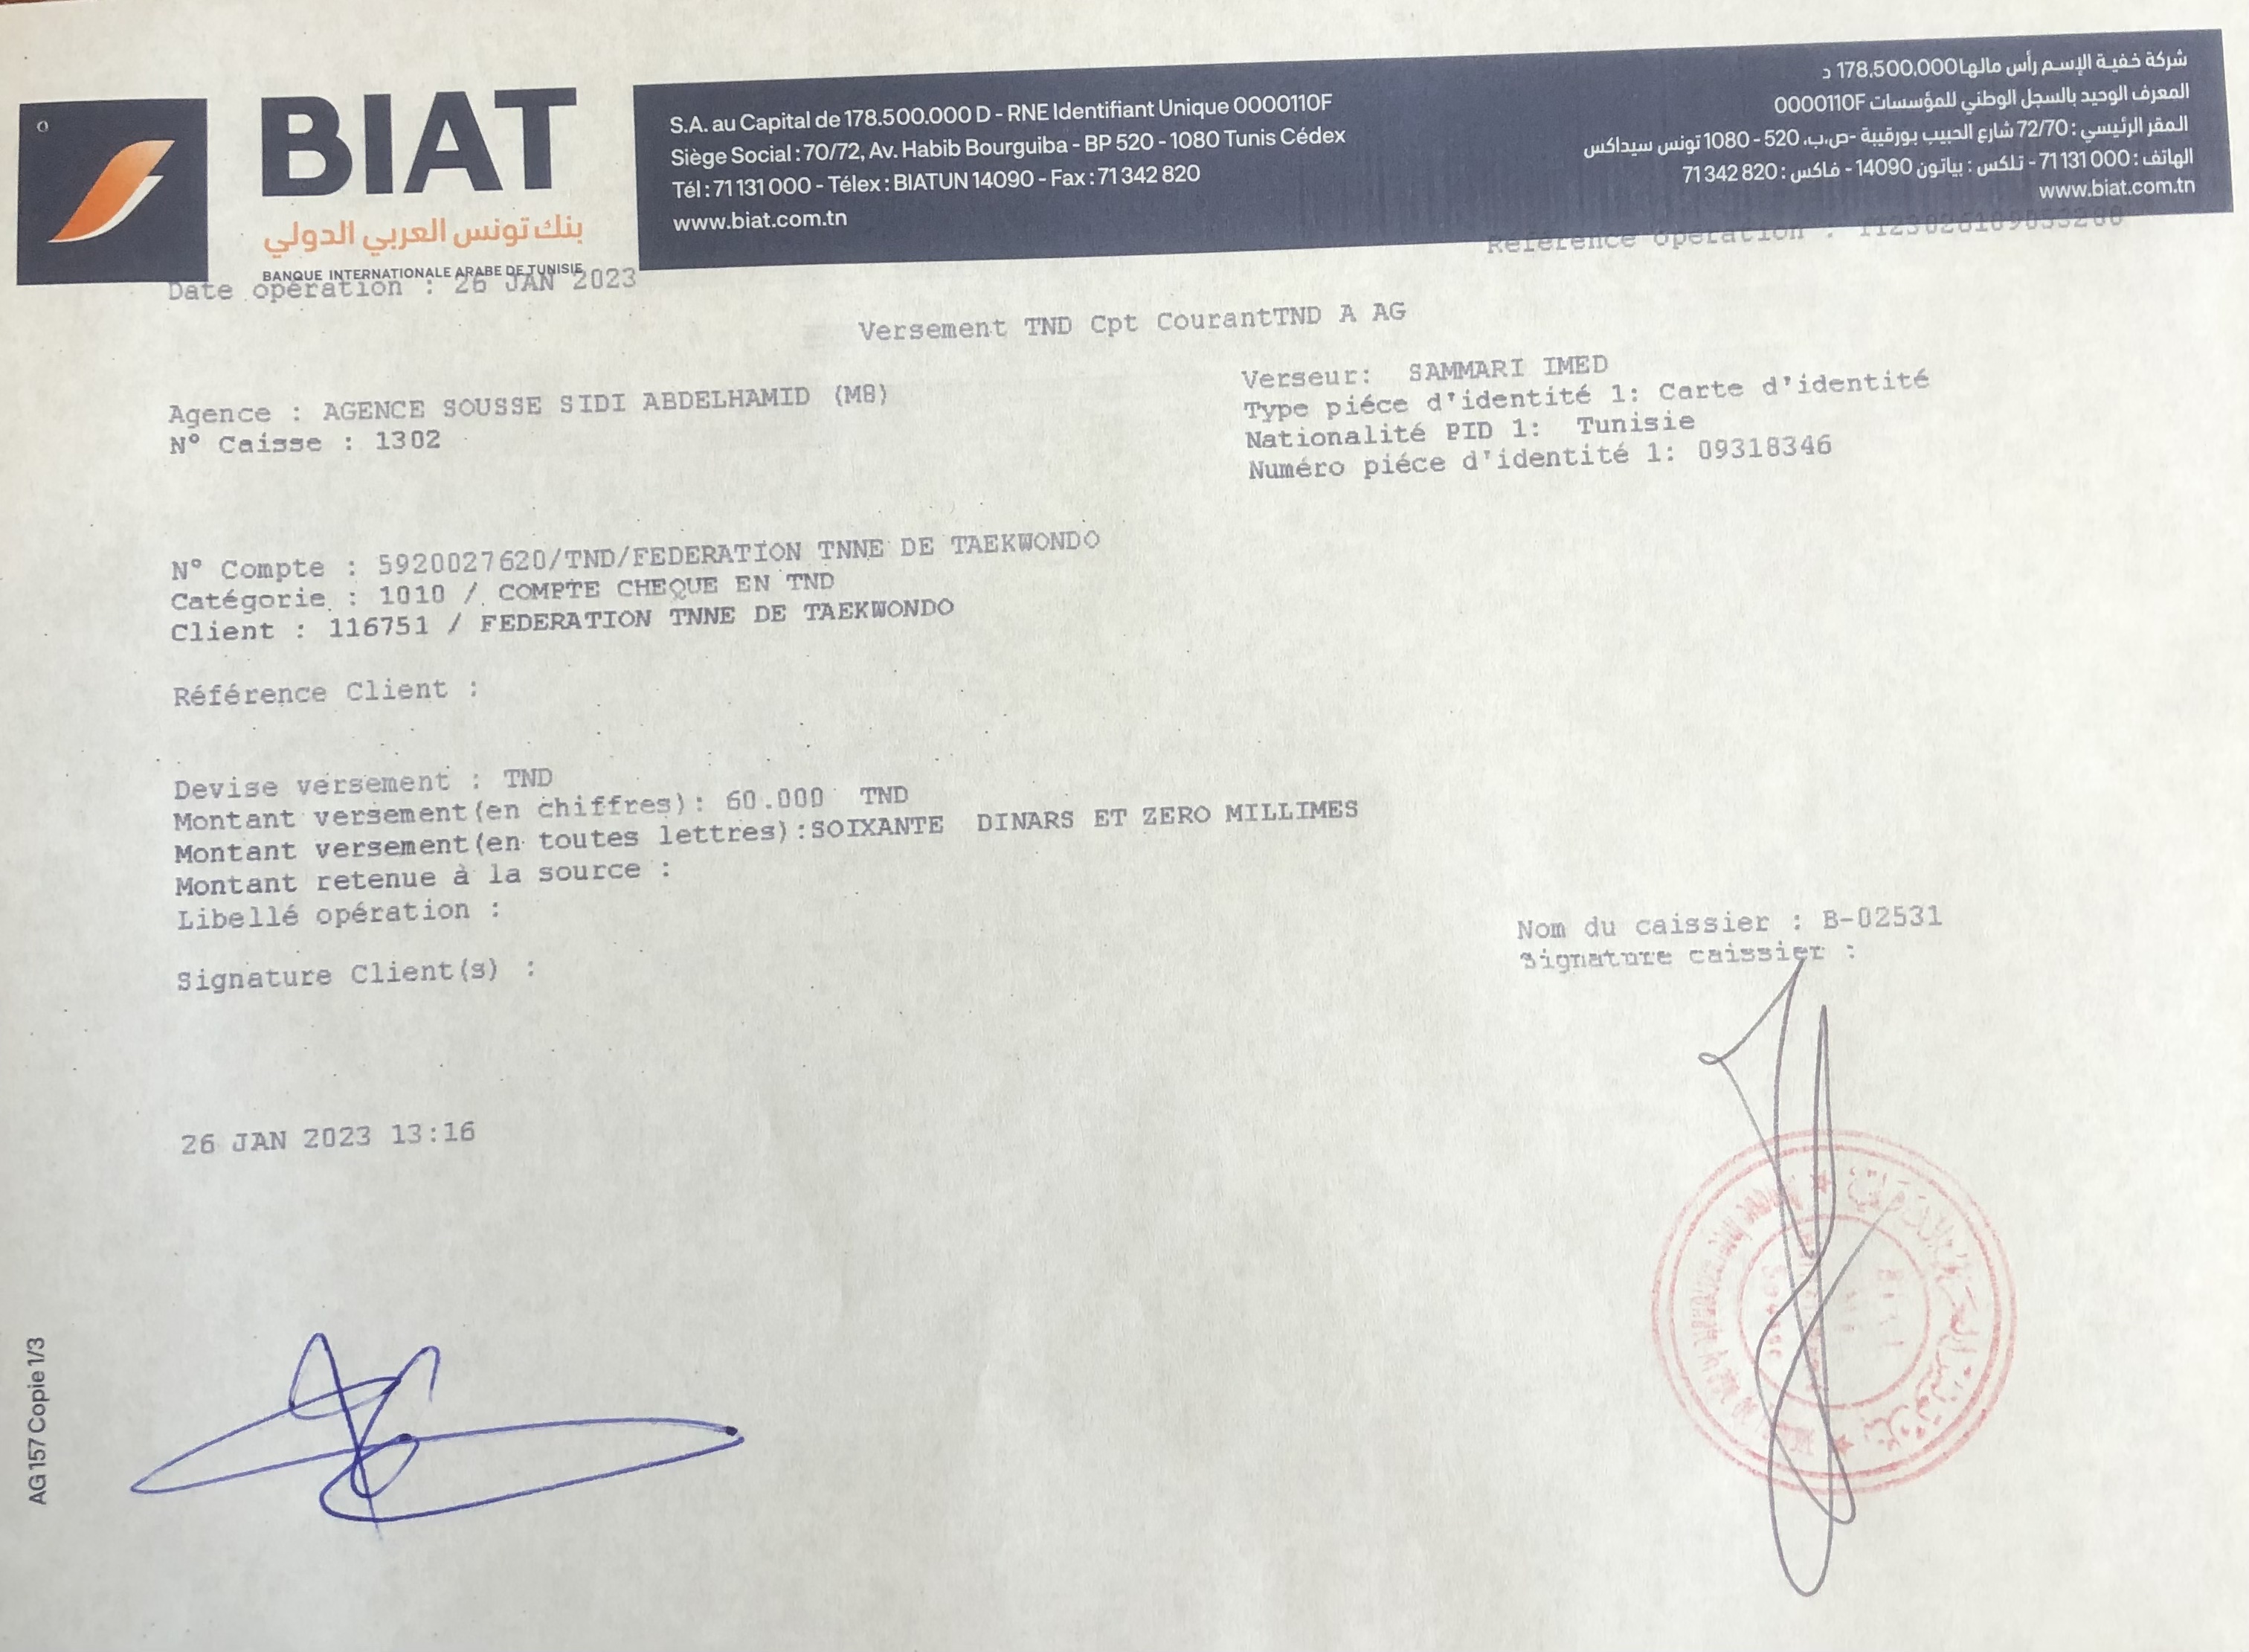 BIAT
بنك تونس العربي الدولي
BANQUE INTERNATIONALE ARABE DE TUNISIE
S.A. au Capital de 178.500.000 D - RNE Identifiant Unique 0000110F
Siège Social : 70/72, Av. Habib Bourguiba - BP 520 - 1080 Tunis Cédex
Tél : 71 131 000 - Télex : BIATUN 14090 - Fax : 71 342 820
www.biat.com.tn
شركة خفية الإسم رأس مالها 178.500.000 د
المعرف الوحيد بالسجل الوطني للمؤسسات 0000110F
المقر الرئيسي : 72/70 شارع الحبيب بورقيبة -ص.ب. 520 - 1080 تونس سيداكس
الهاتف : 000 131 71 - تلكس : بياتون 14090 - فاكس : 820 342 71
www.biat.com.tn
Référence opération :
Date opération : 26 JAN 2023
Versement TND Cpt CourantTND A AG
Agence : AGENCE SOUSSE SIDI ABDELHAMID (M8)
N° Caisse : 1302
Verseur: SAMMARI IMED
Type piéce d'identité 1: Carte d'identité
Nationalité PID 1: Tunisie
Numéro piéce d'identité 1: 09318346
N° Compte : 5920027620/TND/FEDERATION TNNE DE TAEKWONDO
Catégorie : 1010 / COMPTE CHEQUE EN TND
Client : 116751 / FEDERATION TNNE DE TAEKWONDO
Référence Client :
Devise versement : TND
Montant versement(en chiffres): 60.000 TND
Montant versement(en toutes lettres):SOIXANTE DINARS ET ZERO MILLIMES
Montant retenue à la source :
Libellé opération :
Signature Client(s) :
Nom du caissier : B-02531
Signature caissier :
26 JAN 2023 13:16
AG 157 Copie 1/3